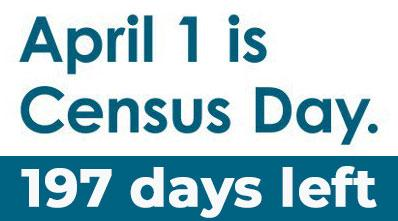 April 1 is
Census Day.
197 days left